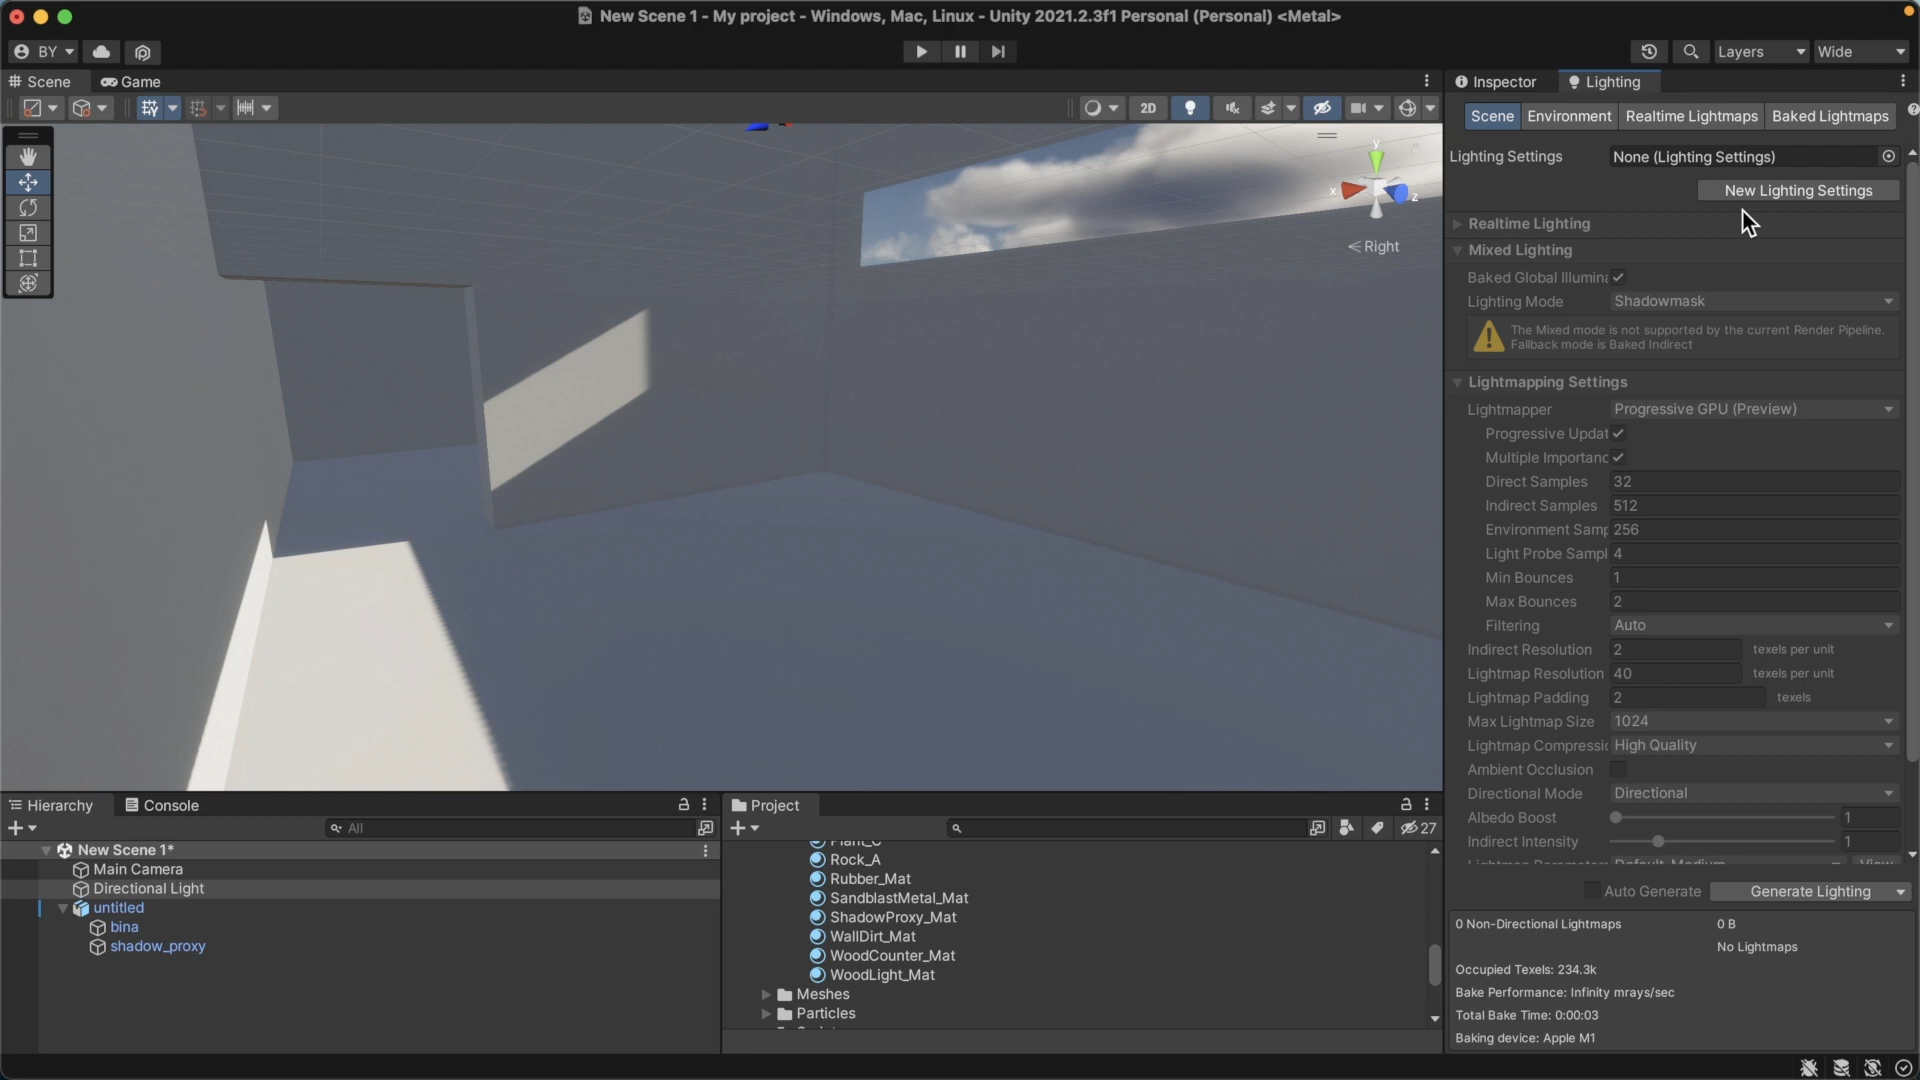 New Scene 1 - My project - Windows, Mac, Linux - Unity 2021.2.3f1 Personal (Personal) <Metal>
BY
Layers
Wide
Scene
Game
Inspector
Lighting
2D
Scene
Environment
Realtime Lightmaps
Baked Lightmaps
Lighting Settings
None (Lighting Settings)
New Lighting Settings
y
x
z
Right
Realtime Lighting
Mixed Lighting
Baked Global Illumina
Lighting Mode
Shadowmask
The Mixed mode is not supported by the current Render Pipeline.
Fallback mode is Baked Indirect
Lightmapping Settings
Lightmapper
Progressive GPU (Preview)
Progressive Updat
Multiple Importanc
Direct Samples
32
Indirect Samples
512
Environment Samp
256
Light Probe Sampl
4
Min Bounces
1
Max Bounces
2
Filtering
Auto
Indirect Resolution
2
texels per unit
Lightmap Resolution
40
texels per unit
Lightmap Padding
2
texels
Max Lightmap Size
1024
Lightmap Compressio
High Quality
Ambient Occlusion
Directional Mode
Directional
Albedo Boost
1
Indirect Intensity
1
Auto Generate
Generate Lighting
0 Non-Directional Lightmaps
0 B
No Lightmaps
Occupied Texels: 234.3k
Bake Performance: Infinity mrays/sec
Total Bake Time: 0:00:03
Baking device: Apple M1
Hierarchy
Console
All
New Scene 1*
Main Camera
Directional Light
untitled
bina
shadow_proxy
Project
27
Plant_C
Rock_A
Rubber_Mat
SandblastMetal_Mat
ShadowProxy_Mat
WallDirt_Mat
WoodCounter_Mat
WoodLight_Mat
Meshes
Particles